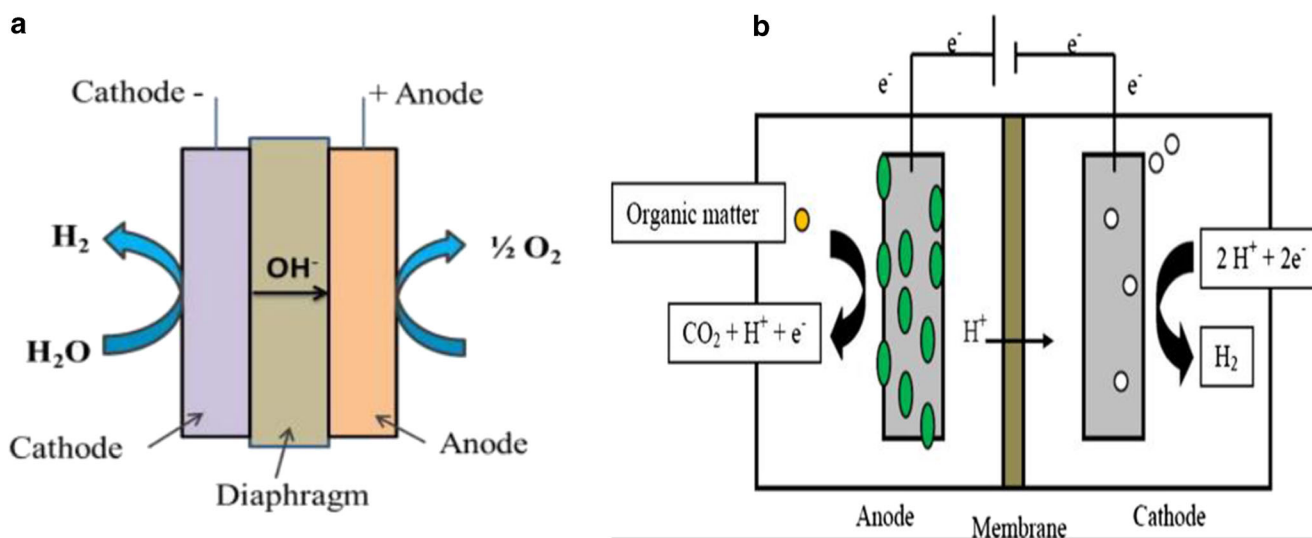 a
Cathode -
+ Anode
H₂
½ O₂
OH⁻
H₂O
Cathode
Anode
Diaphragm
b
e⁻
e⁻
e⁻
e⁻
Organic matter
2 H⁺ + 2e⁻
CO₂ + H⁺ + e⁻
H⁺
H₂
Anode
Membrane
Cathode